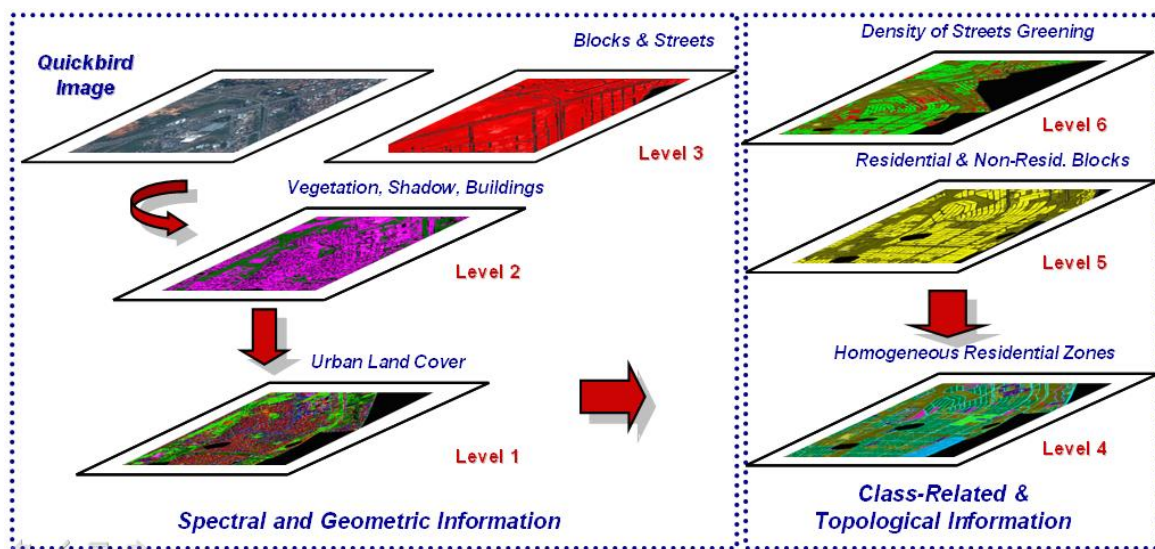 Quickbird
Image
Blocks & Streets
Level 3
Vegetation, Shadow, Buildings
Level 2
Urban Land Cover
Level 1
Spectral and Geometric Information
Density of Streets Greening
Level 6
Residential & Non-Resid. Blocks
Level 5
Homogeneous Residential Zones
Level 4
Class-Related &
Topological Information